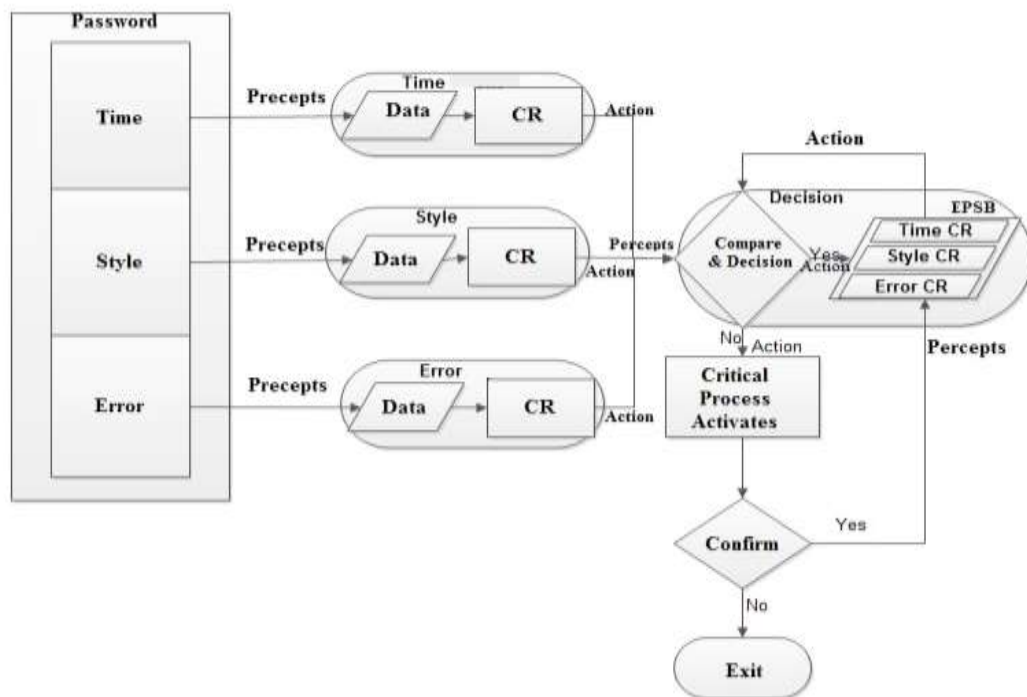 Password
Time
Style
Error
Precepts
Precepts
Precepts
Time
Data
CR
Action
Style
Data
CR
Action
Error
Data
CR
Action
Percepts
Action
Decision
Compare
& Decision
Yes
Action
EPSB
Time CR
Style CR
Error CR
No
Action
Percepts
Critical
Process
Activates
Confirm
Yes
No
Exit